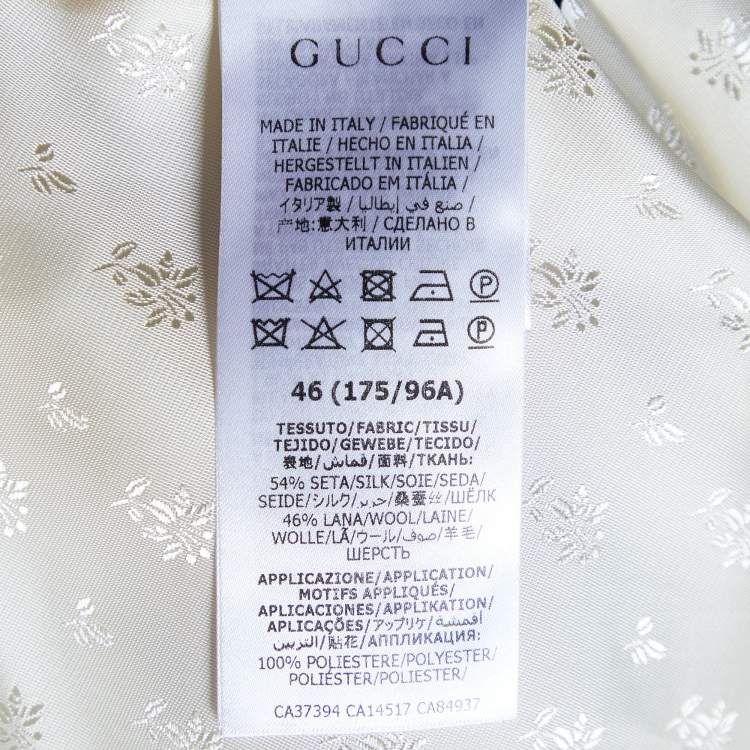 GUCCI
MADE IN ITALY / FABRIQUÉ EN
ITALIE / HECHO EN ITALIA /
HERGESTELLT IN ITALIEN /
FABRICADO EM ITÁLIA /
イタリア製 / صنع في إيطاليا /
产地:意大利 / СДЕЛАНО В
ИТАЛИИ
P
P
46 (175/96A)
TESSUTO/FABRIC/TISSU/
TEJIDO/GEWEBE/TECIDO/
表地/قماش/面料/ТКАНЬ:
54% SETA/SILK/SOIE/SEDA/
SEIDE/シルク/حرير/桑蚕丝/ШЁЛК
46% LANA/WOOL/LAINE/
WOLLE/LÃ/ウール/صوف/羊毛/
ШЕРСТЬ
APPLICAZIONE/APPLICATION/
MOTIFS APPLIQUÉS/
APLICACIONES/APPLIKATION/
APLICAÇÕES/アップリケ/أقمشة
التزيين/贴花/АППЛИКАЦИЯ:
100% POLIESTERE/POLYESTER/
POLIÉSTER/POLIESTER/
CA37394 CA14517 CA84937